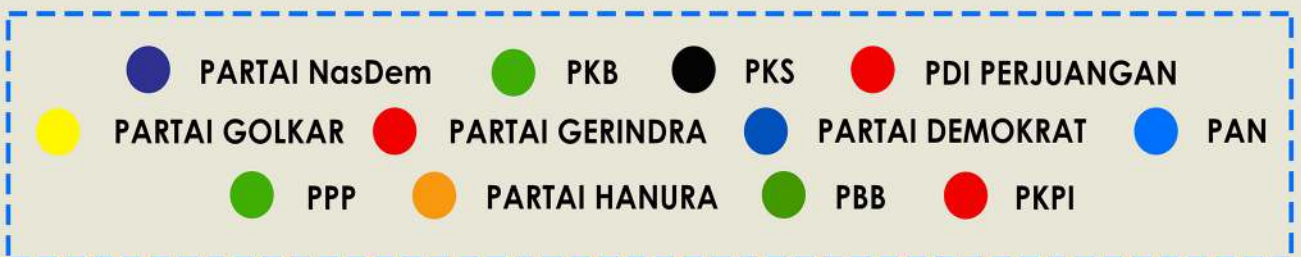 PARTAI NasDem PKB PKS PDI PERJUANGAN
PARTAI GOLKAR PARTAI GERINDRA PARTAI DEMOKRAT PAN
PPP PARTAI HANURA PBB PKPI